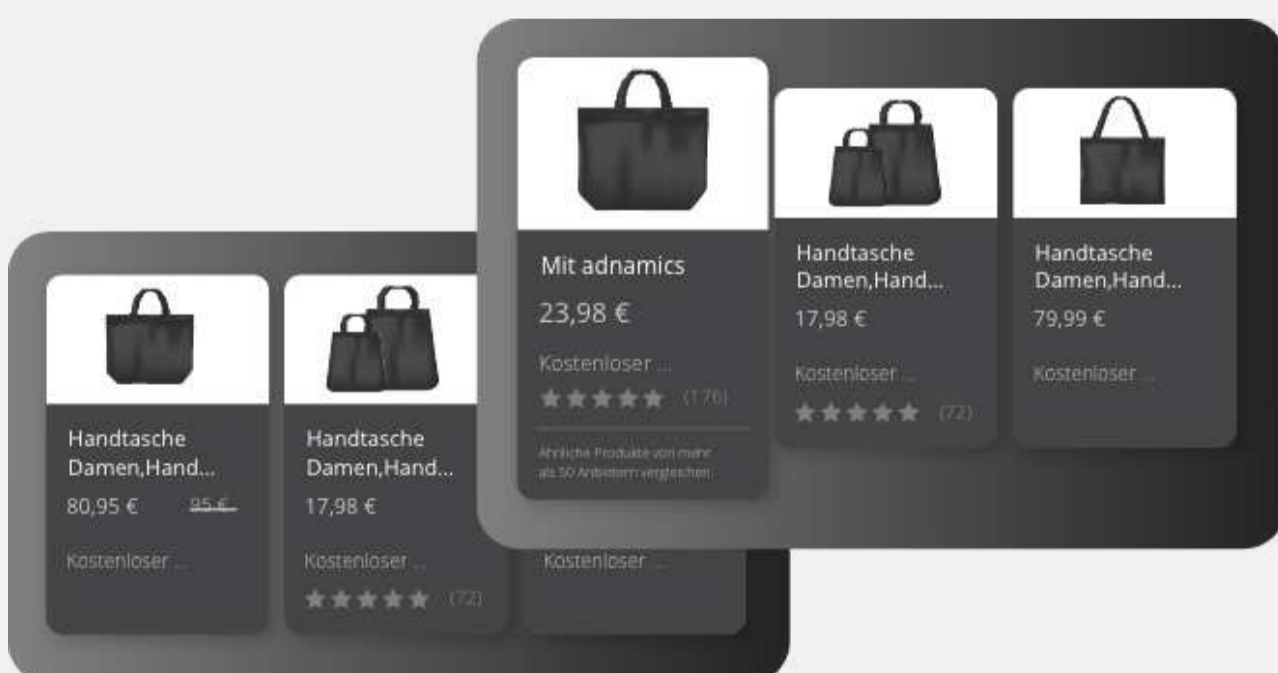 Mit adnamics
23,98 €
Kostenloser ...
(176)
Ähnliche Produkte von mehr
als 50 Anbietern vergleichen.
Handtasche
Damen,Hand...
17,98 €
Kostenloser ...
(72)
Handtasche
Damen,Hand...
79,99 €
Kostenloser ...
Handtasche
Damen,Hand...
80,95 € 95 €
Kostenloser ...
Handtasche
Damen,Hand...
17,98 €
Kostenloser ...
(72)
Kostenloser ...